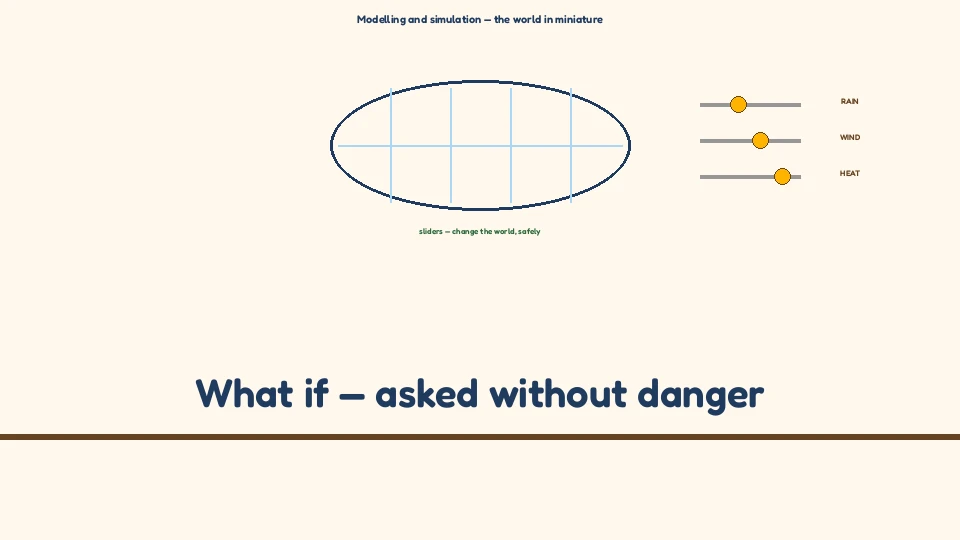 Modelling and simulation — the world in miniature
RAIN
WIND
HEAT
sliders — change the world, safely
What if — asked without danger